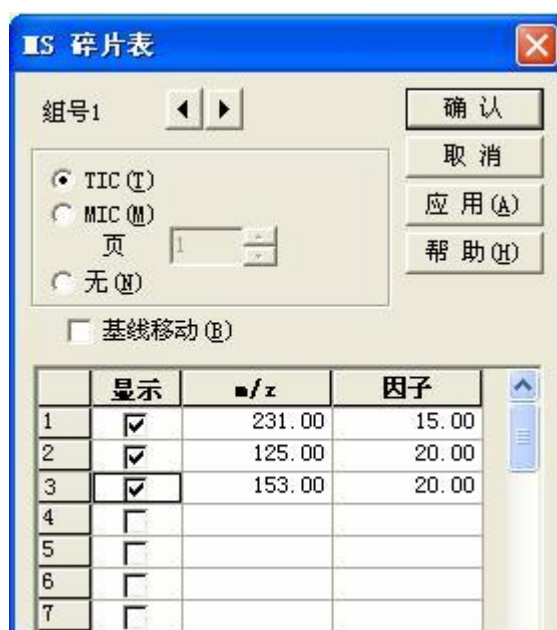 MS 碎片表
组号1
确 认
取 消
应 用(A)
帮 助(H)
TIC(T)
MIC(M)
页 1
无(N)
基线移动(B)
显示 m/z 因子
1 231.00 15.00
2 125.00 20.00
3 153.00 20.00
4
5
6
7